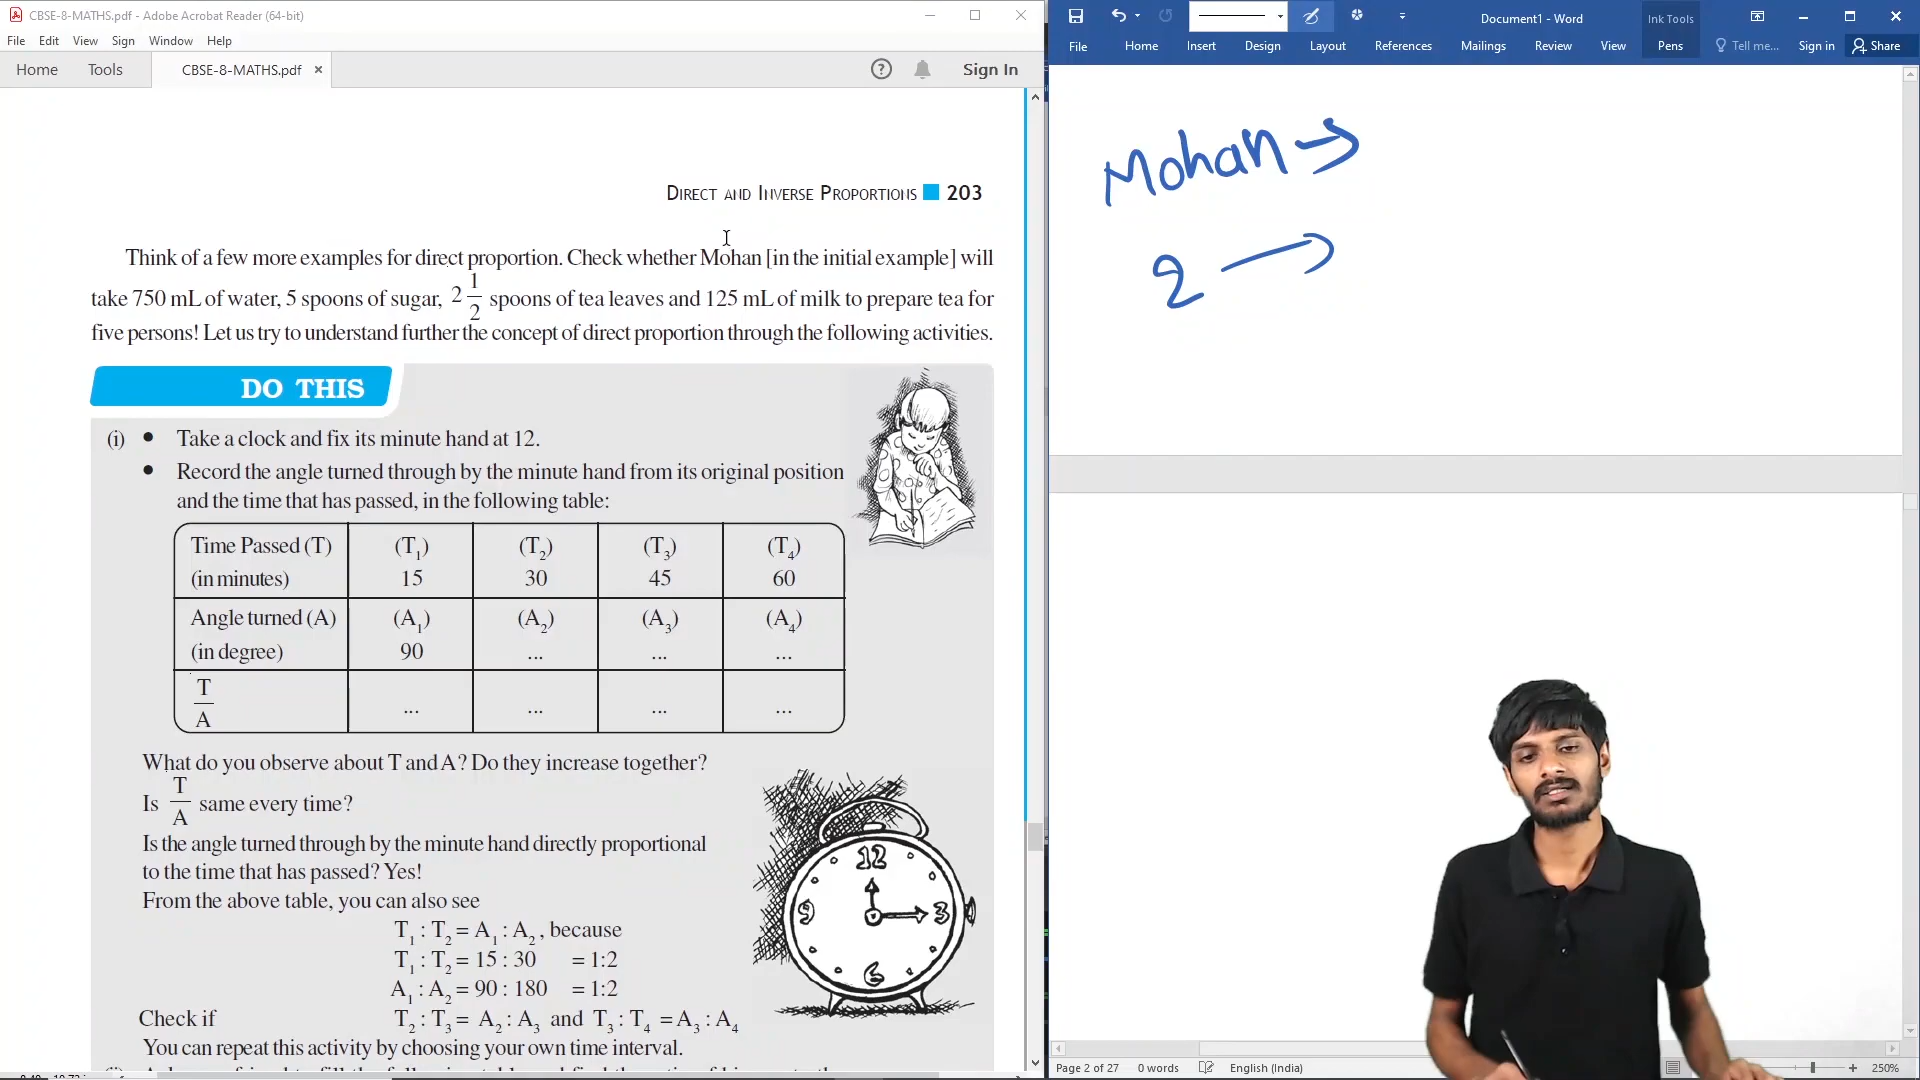 CBSE-8-MATHS.pdf - Adobe Acrobat Reader (64-bit)
File Edit View Sign Window Help
Home Tools CBSE-8-MATHS.pdf × Sign In
DIRECT AND INVERSE PROPORTIONS 203
Think of a few more examples for direct proportion. Check whether Mohan [in the initial example] will
take 750 mL of water, 5 spoons of sugar, 2 1/2 spoons of tea leaves and 125 mL of milk to prepare tea for
five persons! Let us try to understand further the concept of direct proportion through the following activities.
DO THIS
(i) • Take a clock and fix its minute hand at 12.
• Record the angle turned through by the minute hand from its original position
and the time that has passed, in the following table:
Time Passed (T) (T1) (T2) (T3) (T4)
(in minutes) 15 30 45 60
Angle turned (A) (A1) (A2) (A3) (A4)
(in degree) 90 ... ... ...
T/A ... ... ... ...
What do you observe about T and A? Do they increase together?
Is T/A same every time?
Is the angle turned through by the minute hand directly proportional
to the time that has passed? Yes!
From the above table, you can also see
T1 : T2 = A1 : A2 , because
T1 : T2 = 15 : 30 = 1:2
A1 : A2 = 90 : 180 = 1:2
Check if T2 : T3 = A2 : A3 and T3 : T4 = A3 : A4
You can repeat this activity by choosing your own time interval.
12
3
6
9
Document1 - Word
Ink Tools
File Home Insert Design Layout References Mailings Review View Pens Tell me... Sign in Share
Mohan →
2 →
Page 2 of 27 0 words English (India) 250%